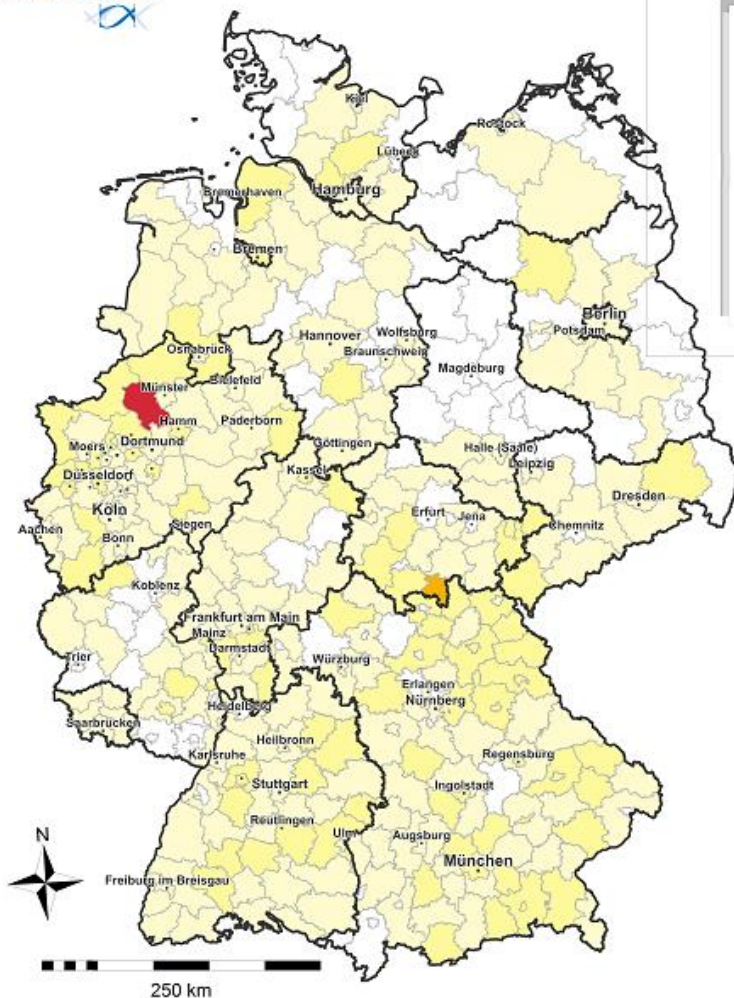 Kiel
Rostock
Lübeck
Bremerhaven
Hamburg
Bremen
Berlin
Hannover
Wolfsburg
Potsdam
Osnabrück
Braunschweig
Magdeburg
Münster
Bielefeld
Hamm
Paderborn
Moers
Dortmund
Göttingen
Halle (Saale)
Düsseldorf
Kassel
Leipzig
Dresden
Köln
Erfurt
Jena
Aachen
Siegen
Chemnitz
Bonn
Koblenz
Frankfurt am Main
Mainz
Darmstadt
Trier
Würzburg
Erlangen
Nürnberg
Heidelberg
Saarbrücken
Heilbronn
Karlsruhe
Regensburg
Stuttgart
Ingolstadt
Reutlingen
Ulm
Augsburg
N
München
Freiburg im Breisgau
250 km